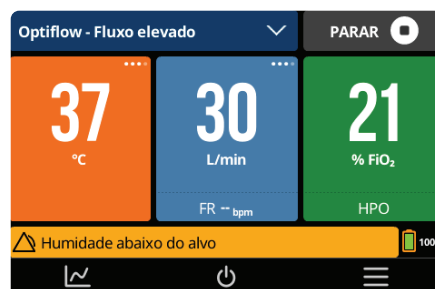 Optiflow - Fluxo elevado
PARAR
37
°C
30
L/min
FR -- bpm
21
% FiO₂
HPO
Humidade abaixo do alvo
100